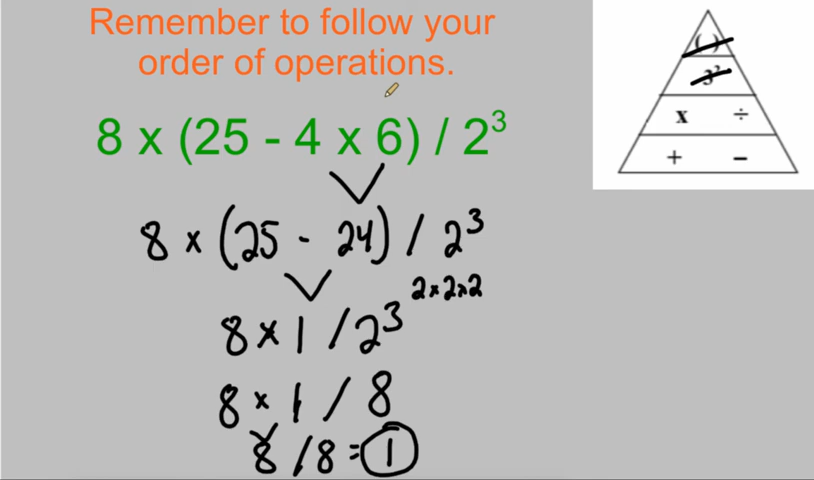 Remember to follow your
order of operations.
8 x (25 - 4 x 6) / 2³
8 x (25 - 24) / 2³
2x2x2
8 x 1 / 2³
8 x 1 / 8
8 / 8 = 1
( )
3²
x ÷
+ −